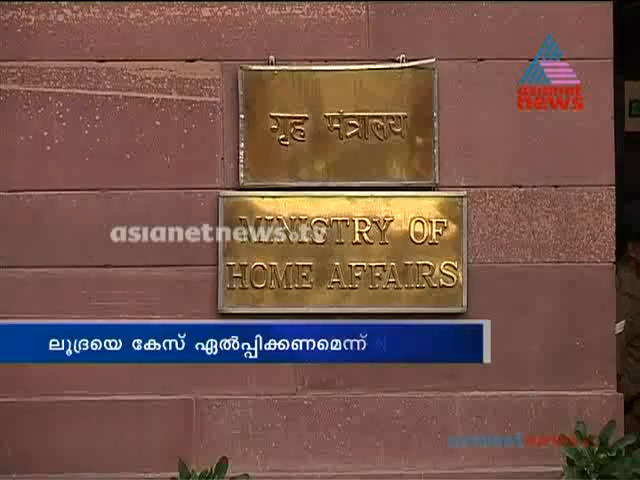 asianet
news
गृह मंत्रालय
asianetnews.tv
MINISTRY OF
HOME AFFAIRS
ലൂദ്രയെ കേസ് ഏൽപ്പിക്കണമെന്ന്